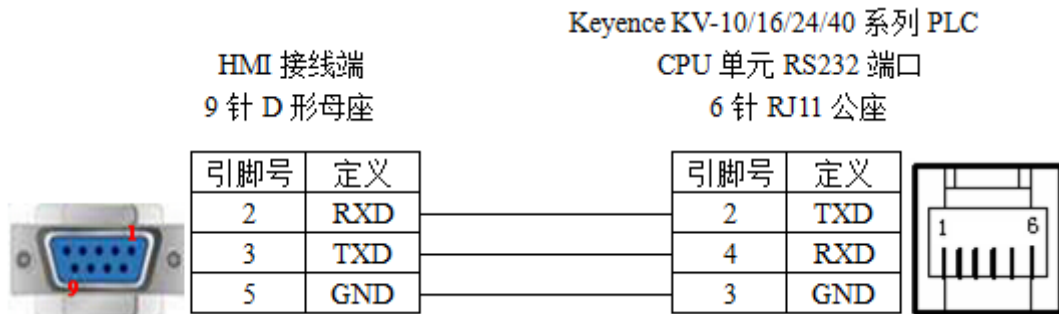 Keyence KV-10/16/24/40 系列 PLC
HMI 接线端
CPU 单元 RS232 端口
9 针 D 形母座
6 针 RJ11 公座
引脚号 定义
引脚号 定义
2 RXD
2 TXD
3 TXD
4 RXD
5 GND
3 GND
1
9
1 6